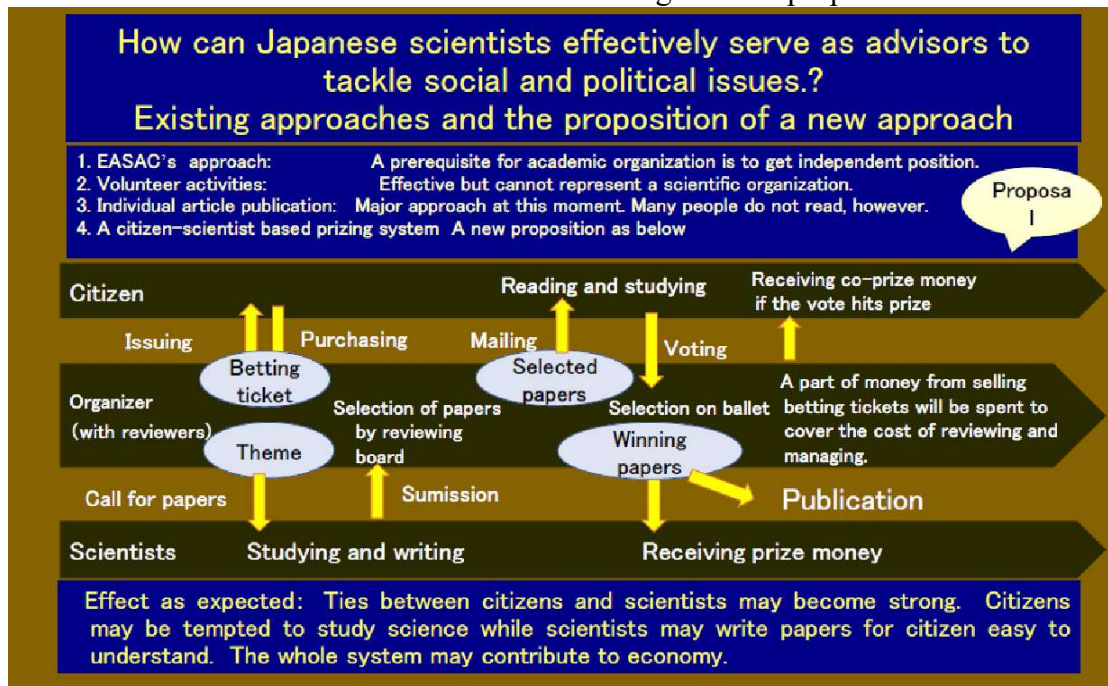 How can Japanese scientists effectively serve as advisors to
tackle social and political issues.?
Existing approaches and the proposition of a new approach
1. EASAC's approach: A prerequisite for academic organization is to get independent position.
2. Volunteer activities: Effective but cannot represent a scientific organization.
3. Individual article publication: Major approach at this moment. Many people do not read, however.
4. A citizen-scientist based prizing system A new proposition as below
Proposa
l
Citizen
Reading and studying
Receiving co-prize money
if the vote hits prize
Issuing
Purchasing
Mailing
Voting
Betting
ticket
Selected
papers
Organizer
(with reviewers)
Theme
Selection of papers
by reviewing
board
Selection on ballet
Winning
papers
A part of money from selling
betting tickets will be spent to
cover the cost of reviewing and
managing.
Call for papers
Sumission
Publication
Scientists
Studying and writing
Receiving prize money
Effect as expected: Ties between citizens and scientists may become strong. Citizens
may be tempted to study science while scientists may write papers for citizen easy to
understand. The whole system may contribute to economy.